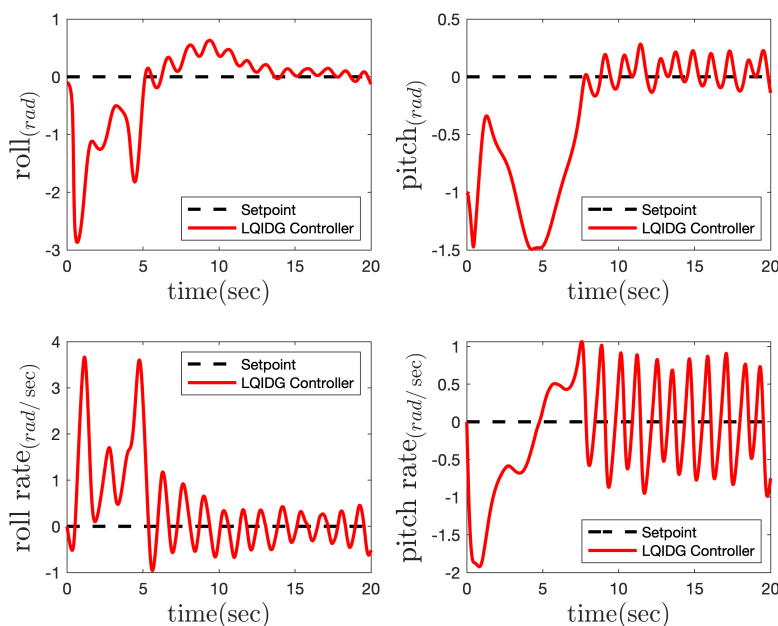 1
0
-1
-2
-3
roll(rad)
Setpoint
LQIDG Controller
0 5 10 15 20
time(sec)
0.5
0
-0.5
-1
-1.5
pitch(rad)
Setpoint
LQIDG Controller
0 5 10 15 20
time(sec)
4
3
2
1
0
-1
roll rate(rad/ sec)
Setpoint
LQIDG Controller
0 5 10 15 20
time(sec)
1
0.5
0
-0.5
-1
-1.5
-2
pitch rate(rad/ sec)
Setpoint
LQIDG Controller
0 5 10 15 20
time(sec)